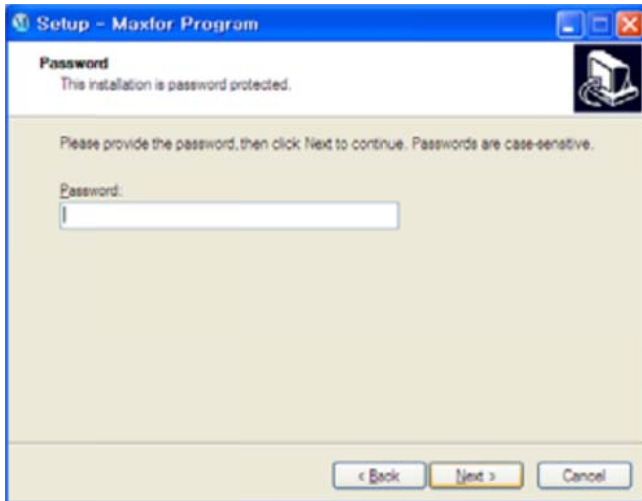 Setup - Maxfor Program
Password
This installation is password protected.
Please provide the password, then click Next to continue. Passwords are case-sensitive.
Password:
< Back
Next >
Cancel